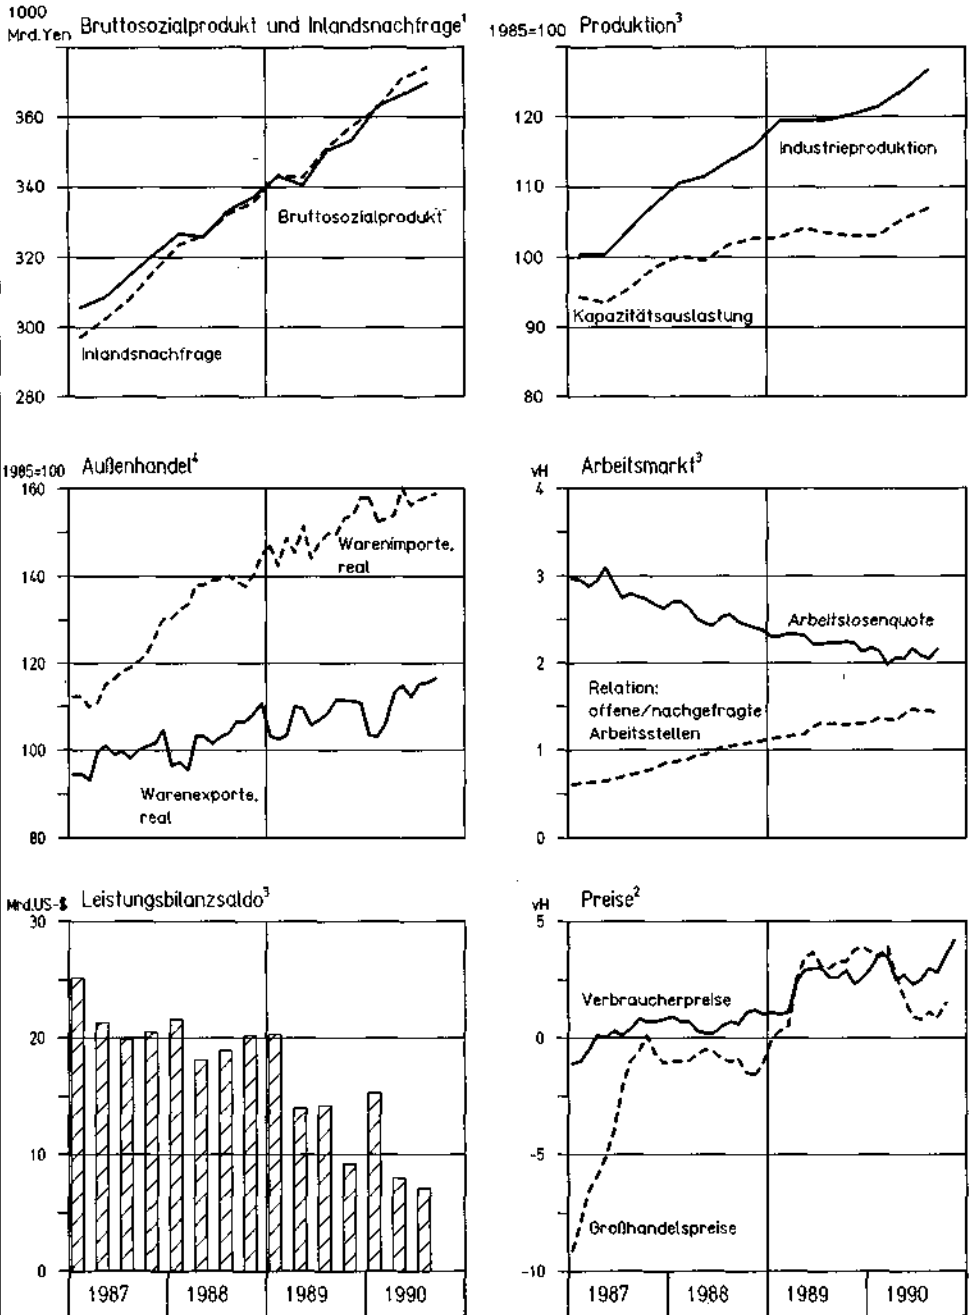 1000
Mrd.Yen
Bruttosozialprodukt und Inlandsnachfrage¹
360
340
320
300
280
Bruttosozialprodukt
Inlandsnachfrage
1985=100
Produktion³
120
110
100
90
80
Industrieproduktion
Kapazitätsauslastung
1985=100
Außenhandel⁴
160
140
120
100
80
Warenimporte,
real
Warenexporte,
real
vH
Arbeitsmarkt³
4
3
2
1
0
Arbeitslosenquote
Relation:
offene/nachgefragte
Arbeitsstellen
Mrd.US-$
Leistungsbilanzsaldo³
30
20
10
0
1987 1988 1989 1990
vH
Preise²
5
0
-5
-10
Verbraucherpreise
Großhandelspreise
1987 1988 1989 1990